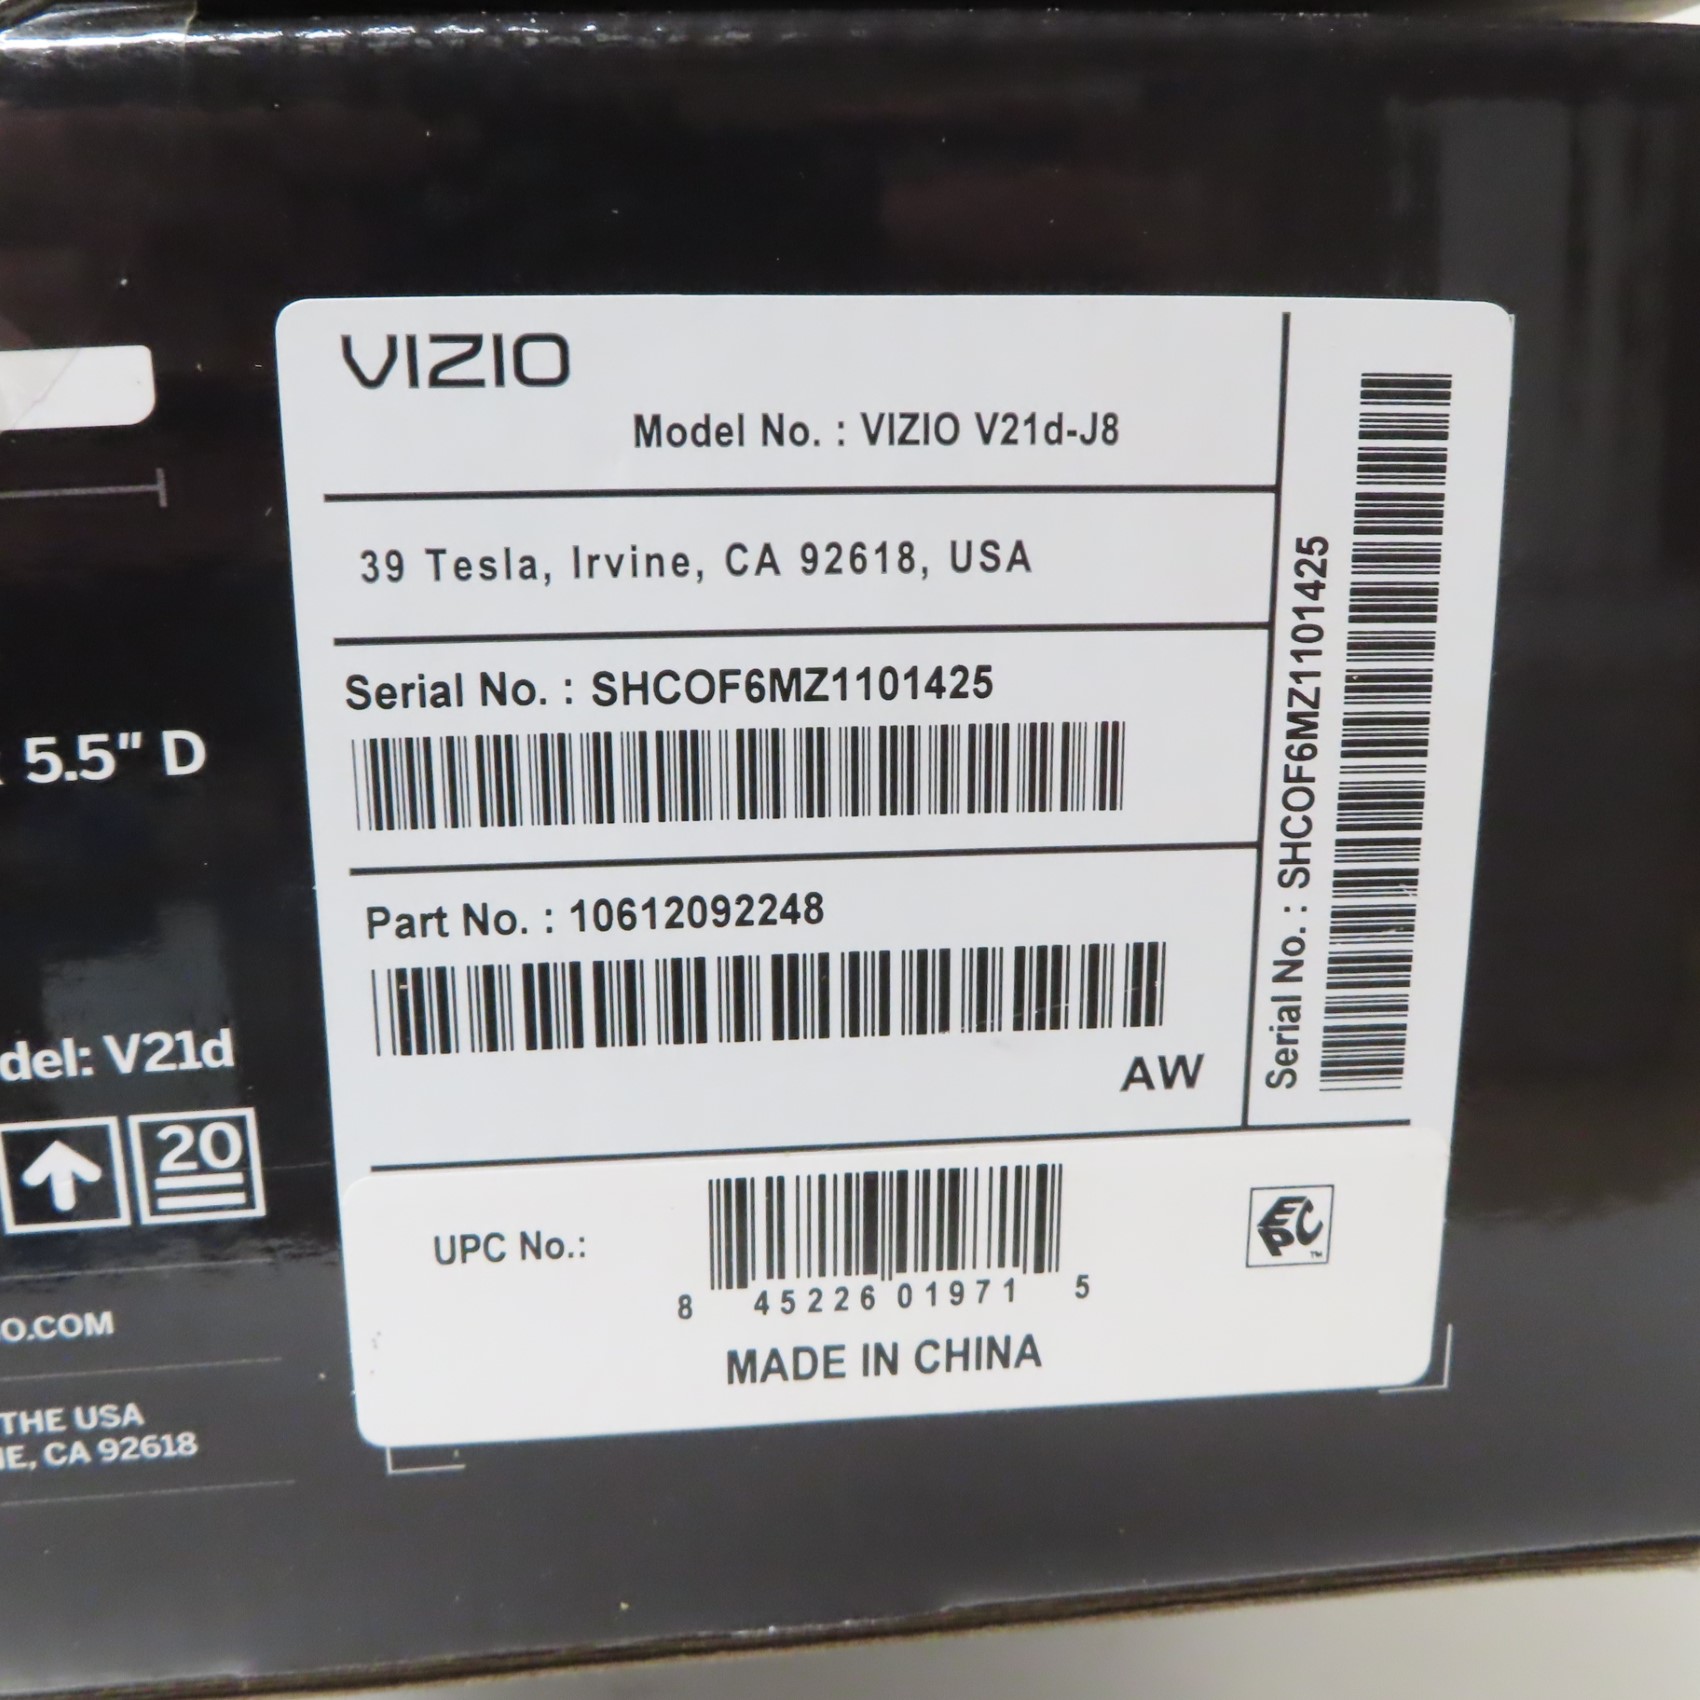 VIZIO
Model No. : VIZIO V21d-J8
39 Tesla, Irvine, CA 92618, USA
Serial No. : SHCOF6MZ1101425
Part No. : 10612092248
AW
Serial No. : SHCOF6MZ1101425
UPC No.:
8 45226 01971 5
EPC™
MADE IN CHINA
5.5" D
del: V21d
20
O.COM
THE USA
E, CA 92618